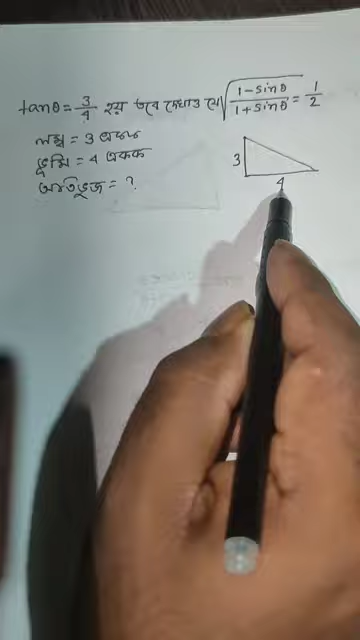 tanθ = 3/4 হয় তবে দেখাও যে √(1-sinθ / 1+sinθ) = 1/2
লম্ব = 3 একক
ভূমি = 4 একক
অতিভূজ = ?
3
4